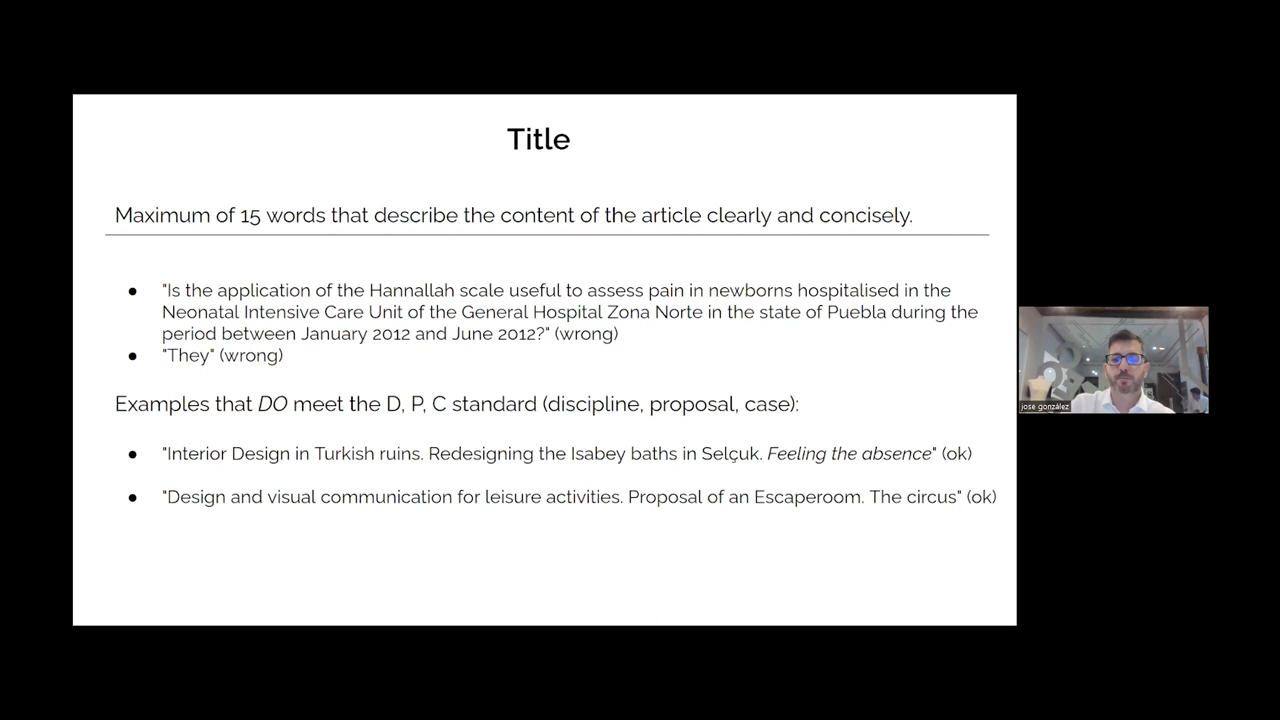 Title
Maximum of 15 words that describe the content of the article clearly and concisely.
● "Is the application of the Hannallah scale useful to assess pain in newborns hospitalised in the
Neonatal Intensive Care Unit of the General Hospital Zona Norte in the state of Puebla during the
period between January 2012 and June 2012?" (wrong)
● "They" (wrong)
Examples that DO meet the D, P, C standard (discipline, proposal, case):
● "Interior Design in Turkish ruins. Redesigning the Isabey baths in Selçuk. Feeling the absence" (ok)
● "Design and visual communication for leisure activities. Proposal of an Escaperoom. The circus" (ok)
jose gonzález